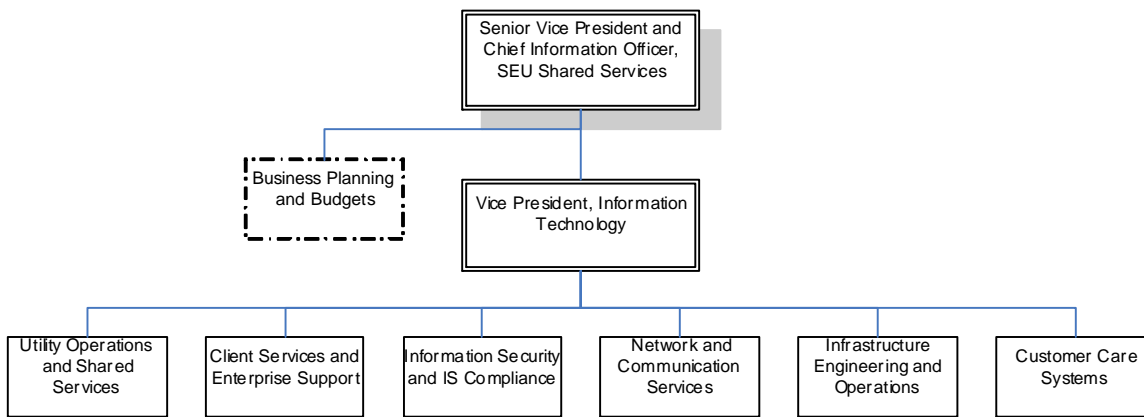 Senior Vice President and
Chief Information Officer,
SEU Shared Services
Business Planning
and Budgets
Vice President, Information
Technology
Utility Operations
and Shared
Services
Client Services and
Enterprise Support
Information Security
and IS Compliance
Network and
Communication
Services
Infrastructure
Engineering and
Operations
Customer Care
Systems